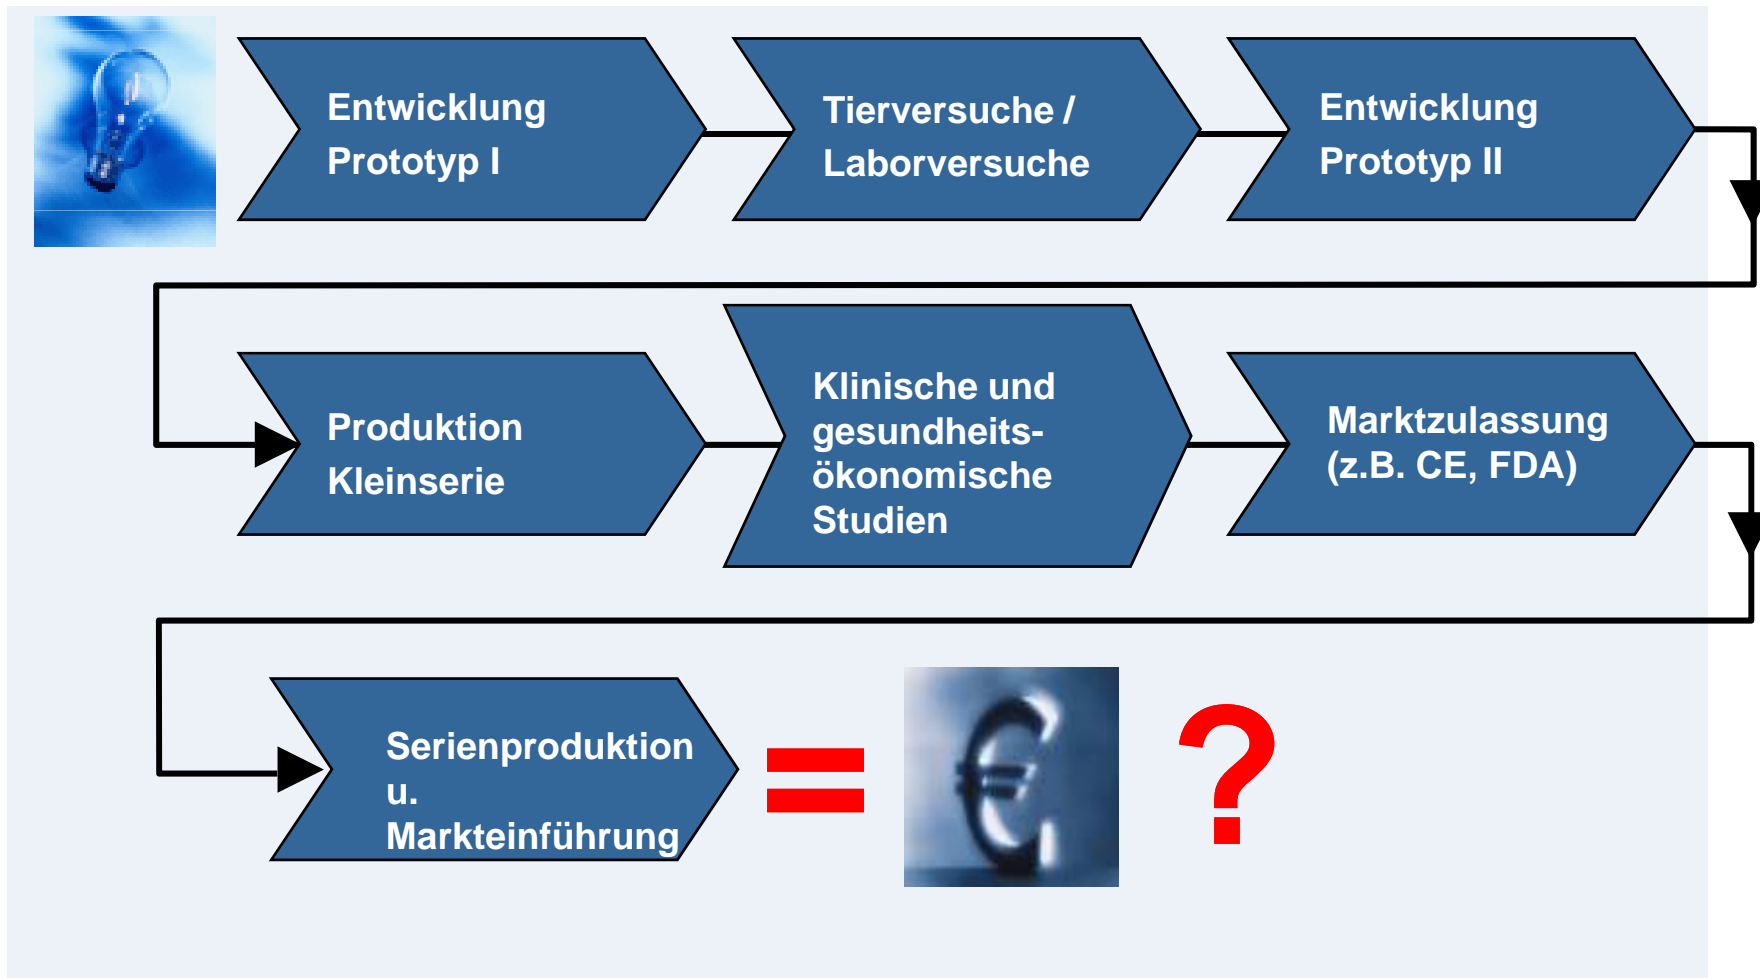 Entwicklung
Prototyp I
Tierversuche /
Laborversuche
Entwicklung
Prototyp II
Produktion
Kleinserie
Klinische und
gesundheits-
ökonomische
Studien
Marktzulassung
(z.B. CE, FDA)
Serienproduktion
u.
Markteinführung
= € ?